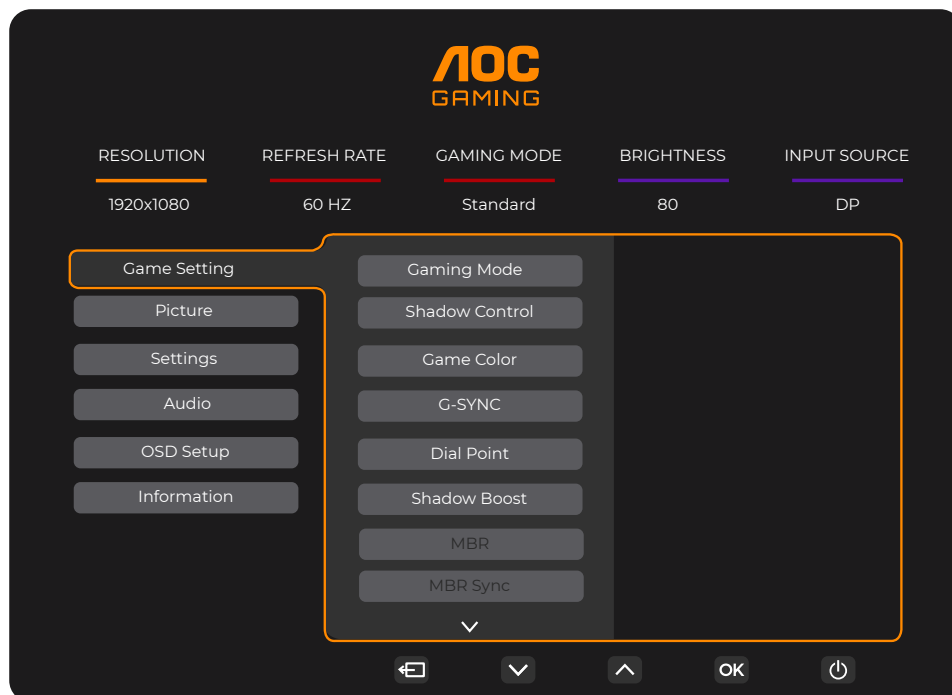 AOC
GAMING
RESOLUTION REFRESH RATE GAMING MODE BRIGHTNESS INPUT SOURCE
1920x1080 60 HZ Standard 80 DP
Game Setting
Picture
Settings
Audio
OSD Setup
Information
Gaming Mode
Shadow Control
Game Color
G-SYNC
Dial Point
Shadow Boost
MBR
MBR Sync
OK